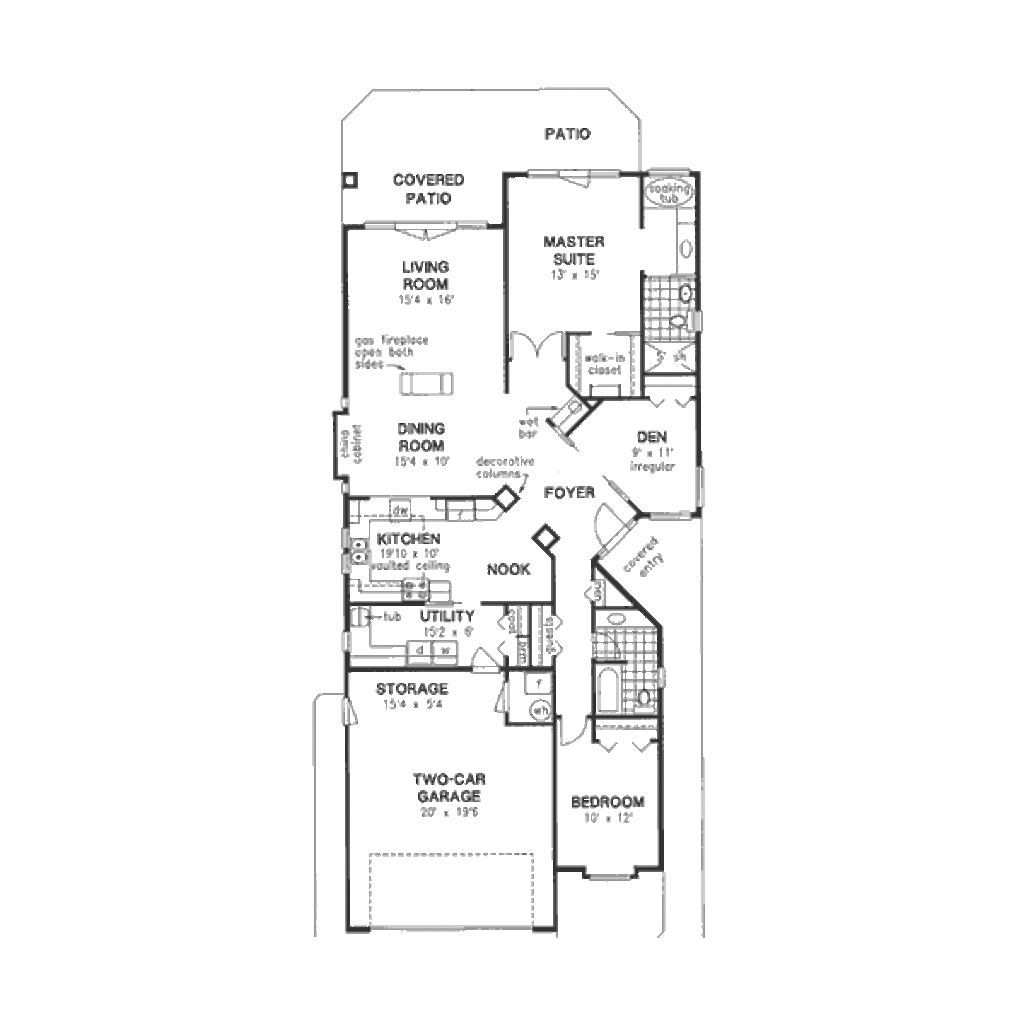 PATIO
COVERED
PATIO
soaking
tub
MASTER
SUITE
13' x 15'
LIVING
ROOM
15'4 x 16'
gas fireplace
open both
sides
walk-in
closet
sh
wet
bar
DINING
ROOM
15'4 x 10'
china
cabinet
DEN
9' x 11'
irregular
decorative
columns
FOYER
dw
r
KITCHEN
19'10 x 10'
vaulted ceiling
NOOK
covered
entry
tub
UTILITY
15'2 x 6'
coat
brm
guests
linen
d
w
STORAGE
15'4 x 5'4
f
wh
TWO-CAR
GARAGE
20' x 19'6
BEDROOM
10' x 12'